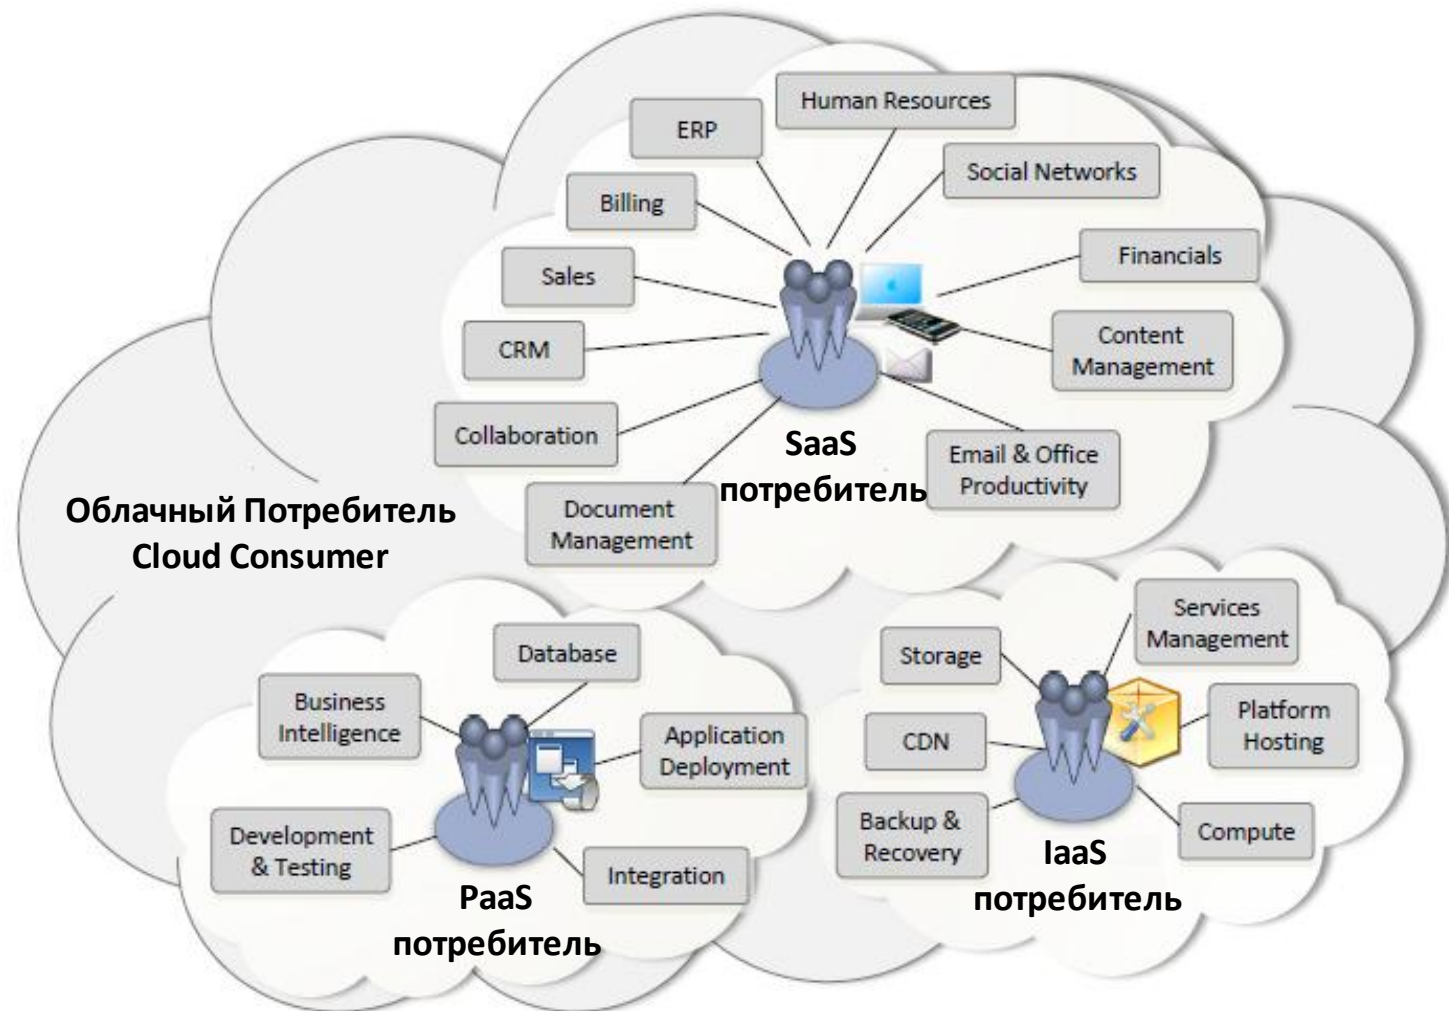 Human Resources
ERP
Social Networks
Billing
Financials
Sales
Content
Management
CRM
Collaboration
SaaS
потребитель
Email & Office
Productivity
Document
Management
Облачный Потребитель
Cloud Consumer
Database
Business
Intelligence
Application
Deployment
Development
& Testing
Integration
PaaS
потребитель
Services
Management
Storage
Platform
Hosting
CDN
Backup &
Recovery
Compute
IaaS
потребитель